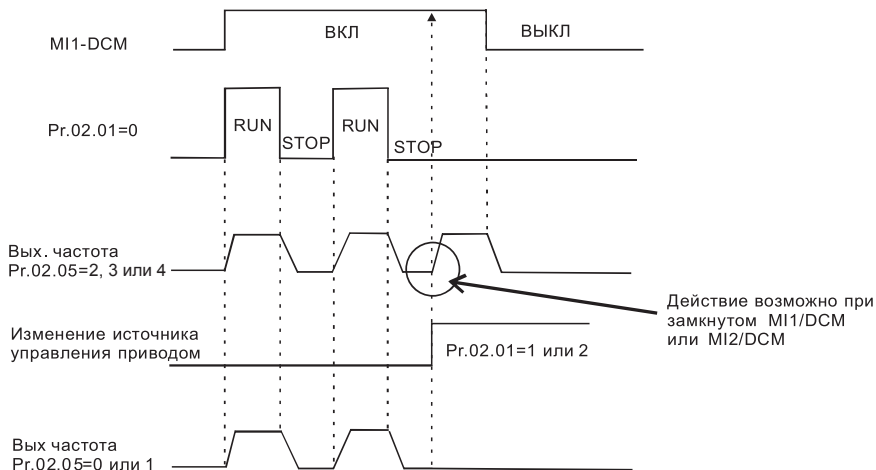 MI1-DCM
ВКЛ
ВЫКЛ
Pr.02.01=0
RUN
STOP
RUN
STOP
Вых. частота
Pr.02.05=2, 3 или 4
Действие возможно при
замкнутом MI1/DCM
или MI2/DCM
Изменение источника
управления приводом
Pr.02.01=1 или 2
Вых частота
Pr.02.05=0 или 1